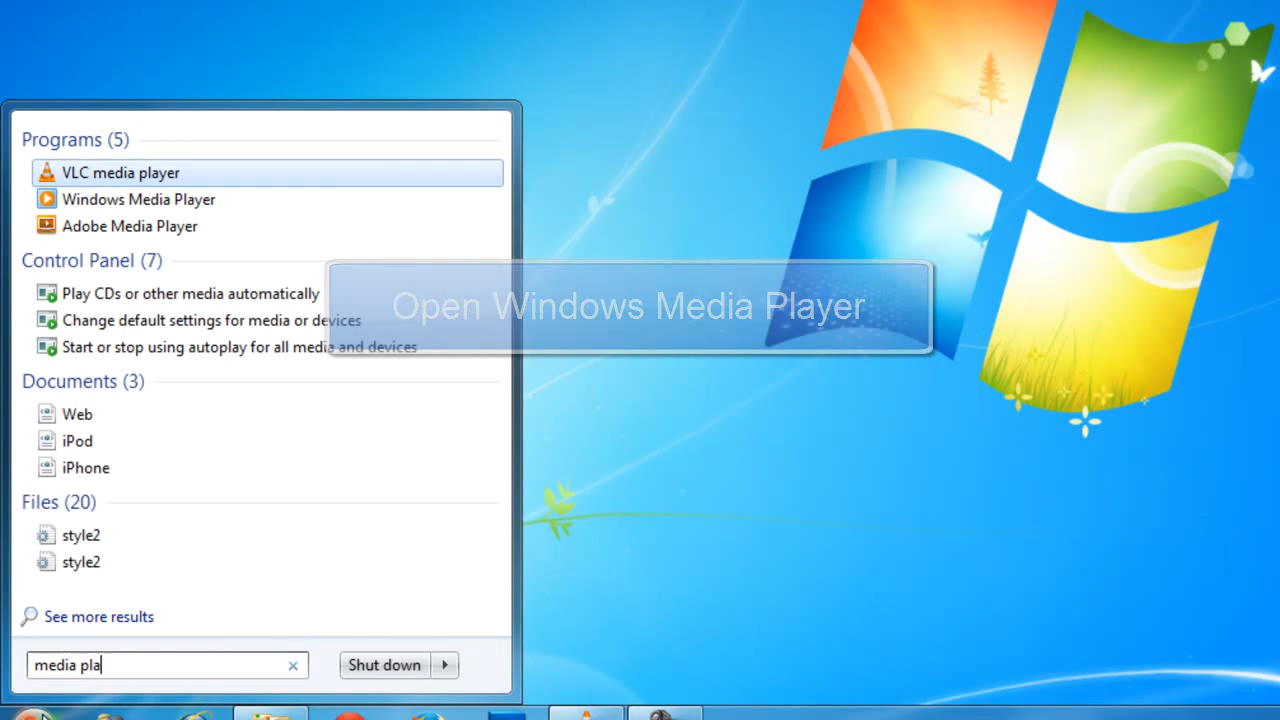 Programs (5)
VLC media player
Windows Media Player
Adobe Media Player
Control Panel (7)
Play CDs or other media automatically
Open Windows Media Player
Change default settings for media or devices
Start or stop using autoplay for all media and devices
Documents (3)
Web
iPod
iPhone
Files (20)
style2
style2
See more results
media pla
Shut down